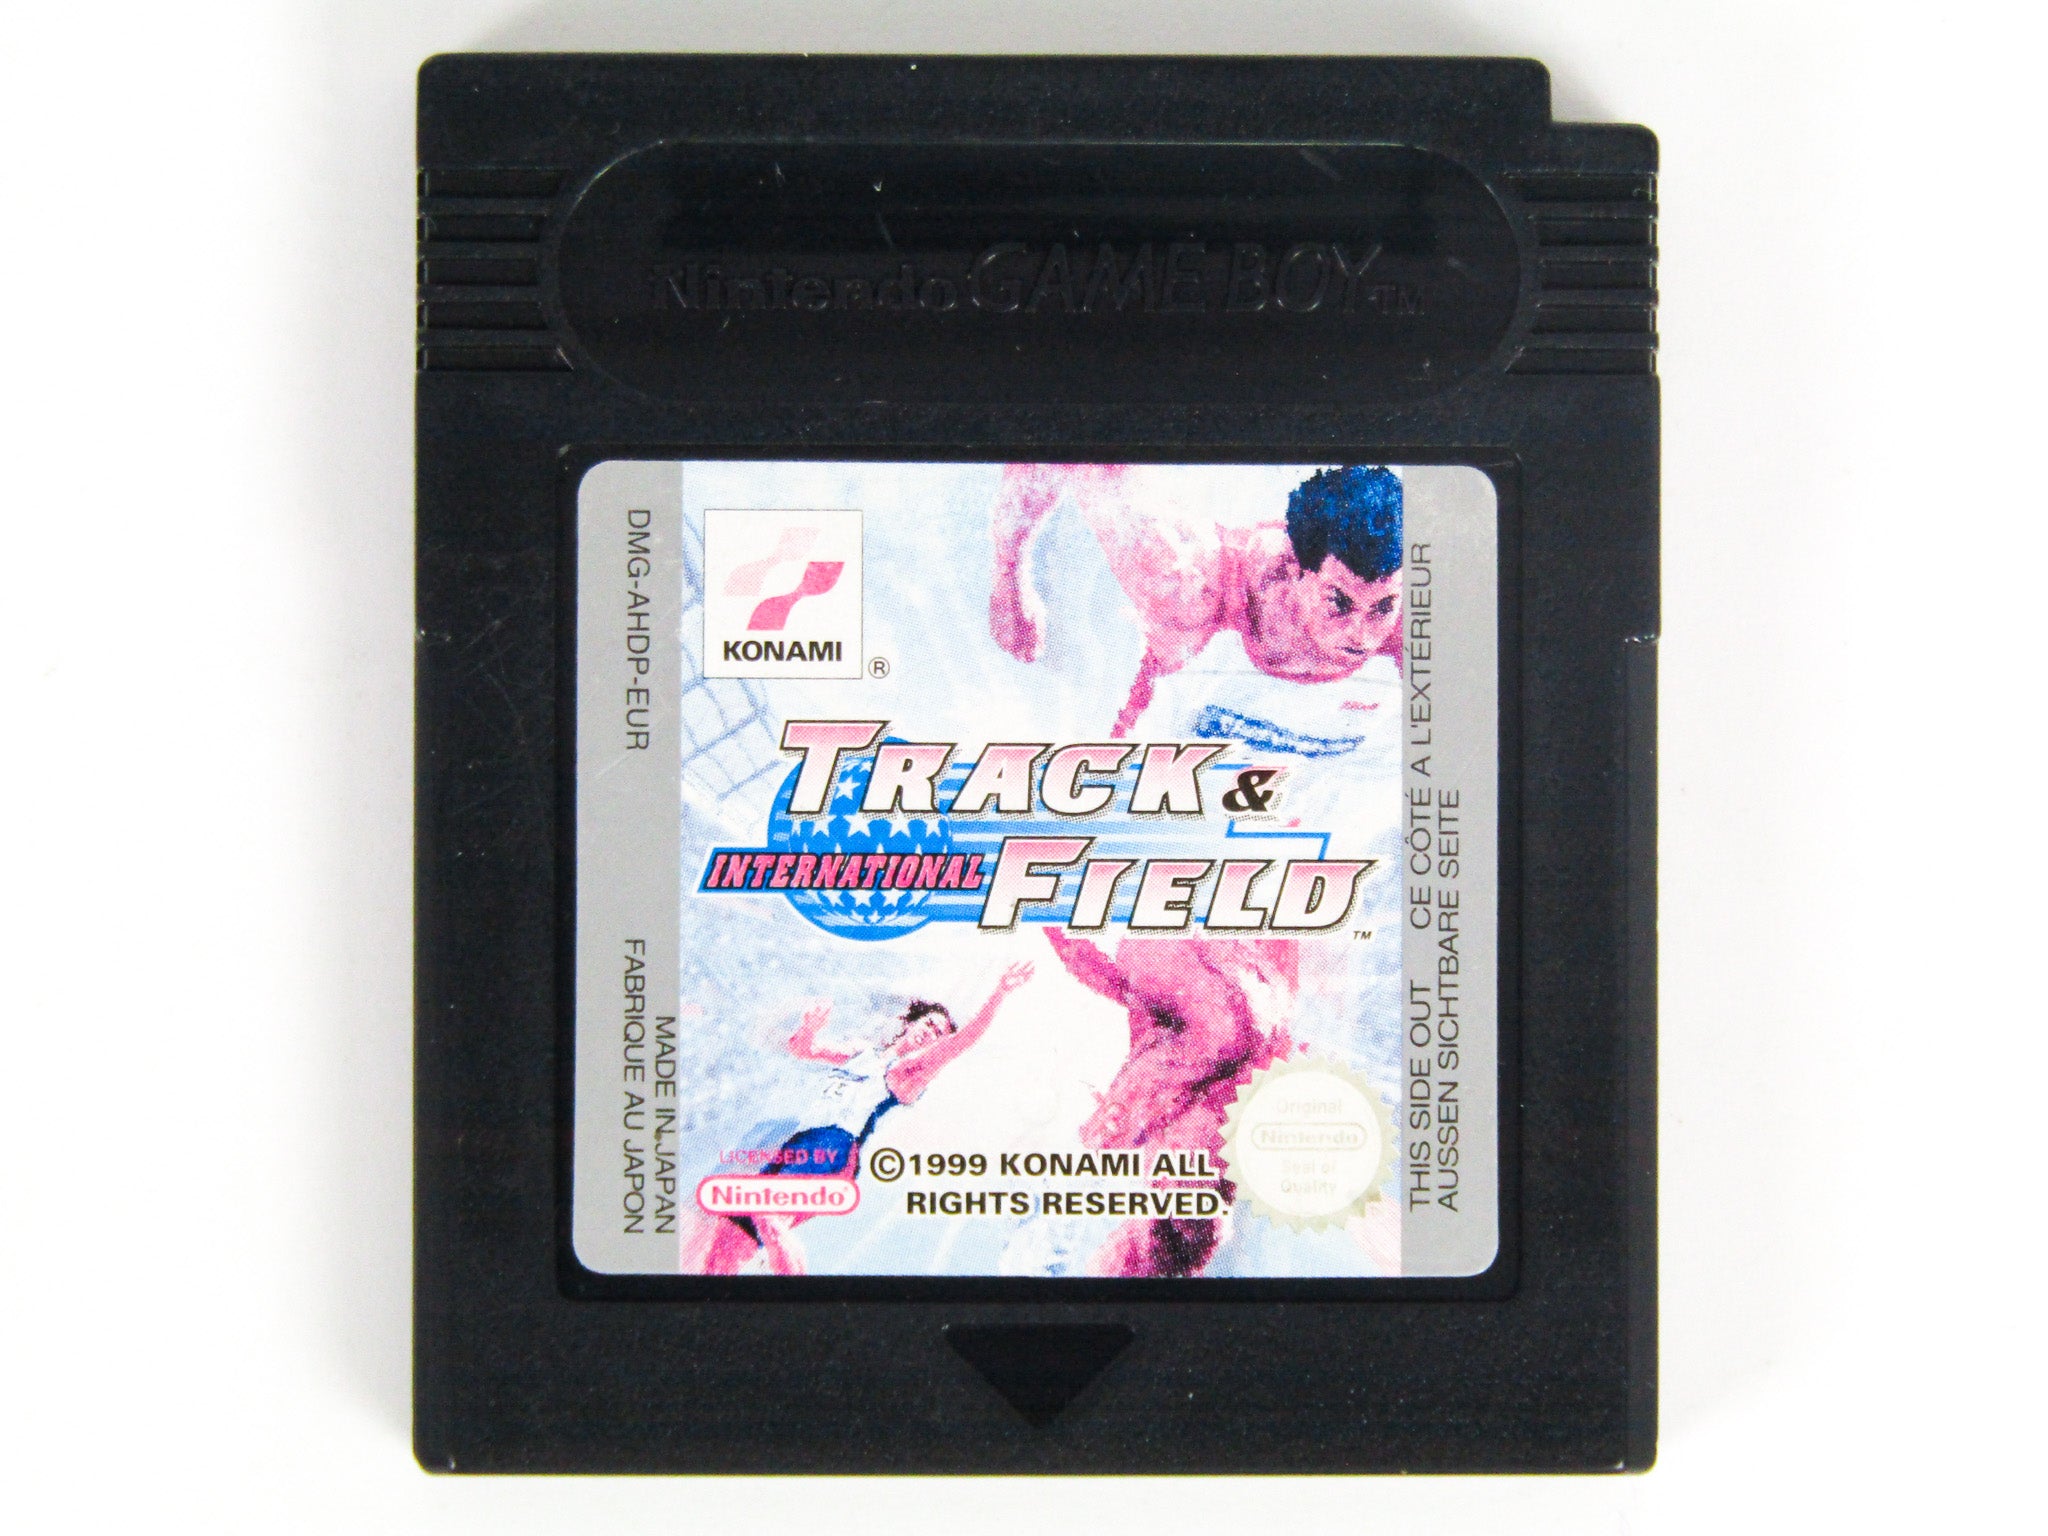 Nintendo GAME BOY TM
DMG-AHDP-EUR
FABRIQUE AU JAPON
MADE IN JAPAN
KONAMI ®
TRACK &
INTERNATIONAL FIELD TM
LICENSED BY
Nintendo®
©1999 KONAMI ALL
RIGHTS RESERVED.
Original
Nintendo
Seal of
Quality
THIS SIDE OUT CE CÔTÉ A L'EXTÉRIEUR
AUSSEN SICHTBARE SEITE